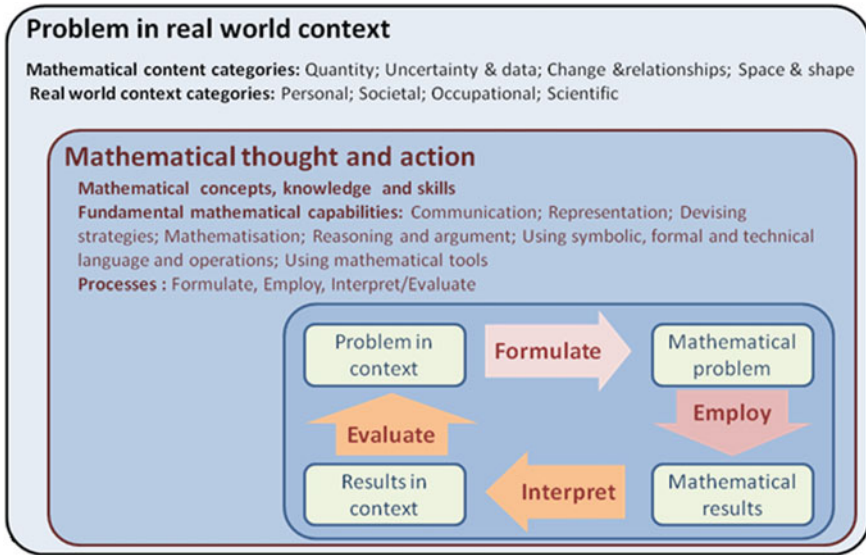 Problem in real world context
Mathematical content categories: Quantity; Uncertainty & data; Change &relationships; Space & shape
Real world context categories: Personal; Societal; Occupational; Scientific
Mathematical thought and action
Mathematical concepts, knowledge and skills
Fundamental mathematical capabilities: Communication; Representation; Devising
strategies; Mathematisation; Reasoning and argument; Using symbolic, formal and technical
language and operations; Using mathematical tools
Processes : Formulate, Employ, Interpret/Evaluate
Problem in
context
Formulate
Mathematical
problem
Employ
Evaluate
Results in
context
Interpret
Mathematical
results